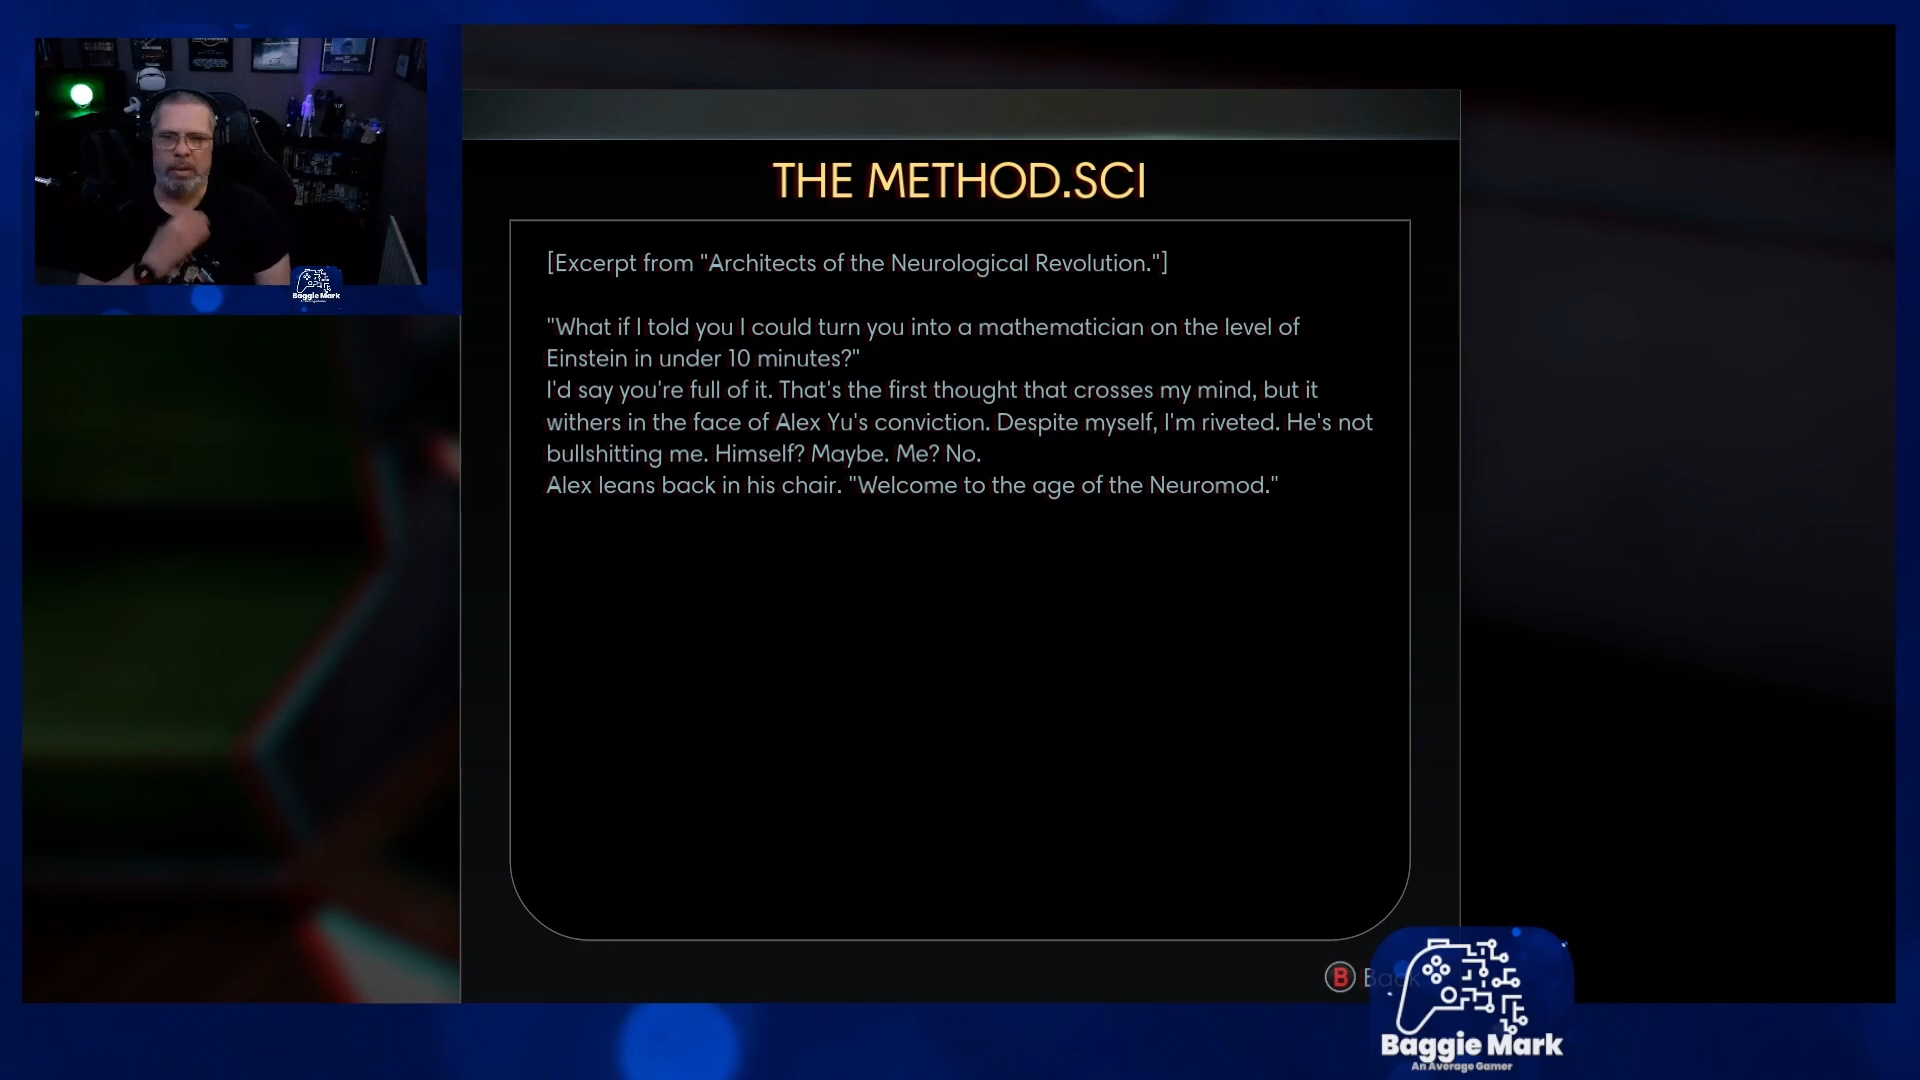 THE METHOD.SCI
[Excerpt from "Architects of the Neurological Revolution."]
"What if I told you I could turn you into a mathematician on the level of
Einstein in under 10 minutes?"
I'd say you're full of it. That's the first thought that crosses my mind, but it
withers in the face of Alex Yu's conviction. Despite myself, I'm riveted. He's not
bullshitting me. Himself? Maybe. Me? No.
Alex leans back in his chair. "Welcome to the age of the Neuromod."
B Back
Baggie Mark
Baggie Mark
An Average Gamer